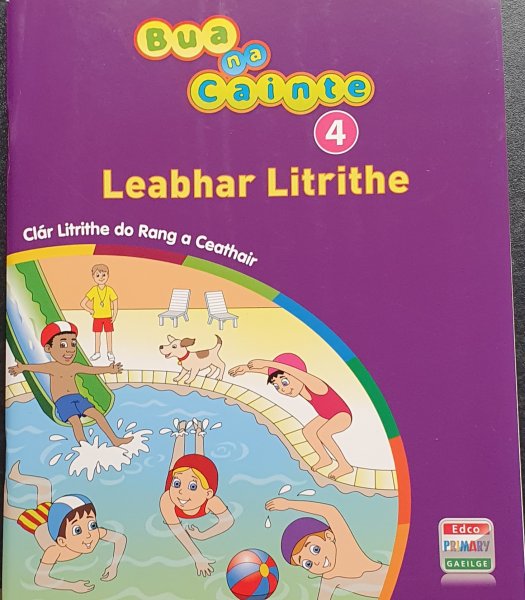 Bua
na
Cainte
4
Leabhar Litrithe
Clár Litrithe do Rang a Ceathair
Edco
PRIMARY
GAEILGE